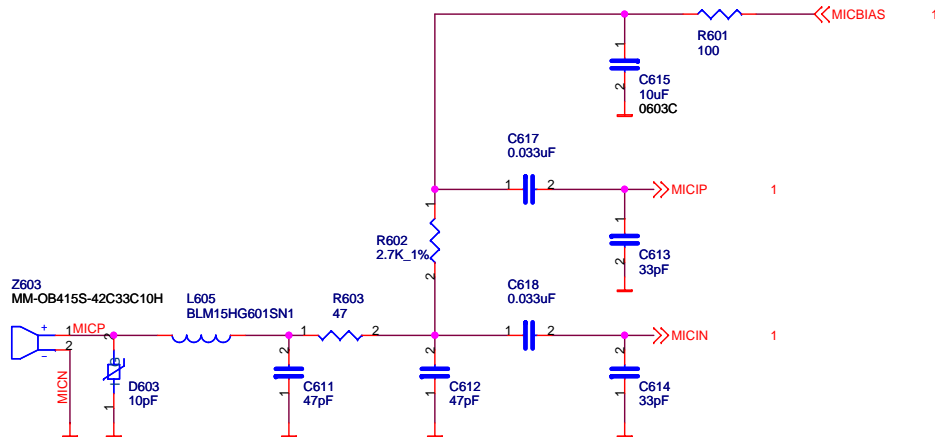 MICBIAS 1
R601
100
1
2
C615
10uF
0603C
C617
0.033uF
1 2
MICIP 1
1
2
C613
33pF
1
R602
2.7K_1%
2
Z603
MM-OB415S-42C33C10H
L605
BLM15HG601SN1
R603
47
C618
0.033uF
+ 1 MICP 2
1 2
1 2
MICIN 1
- 2
MICN
D603
10pF
1
2
C611
47pF
1
2
C612
47pF
1
2
C614
33pF
1